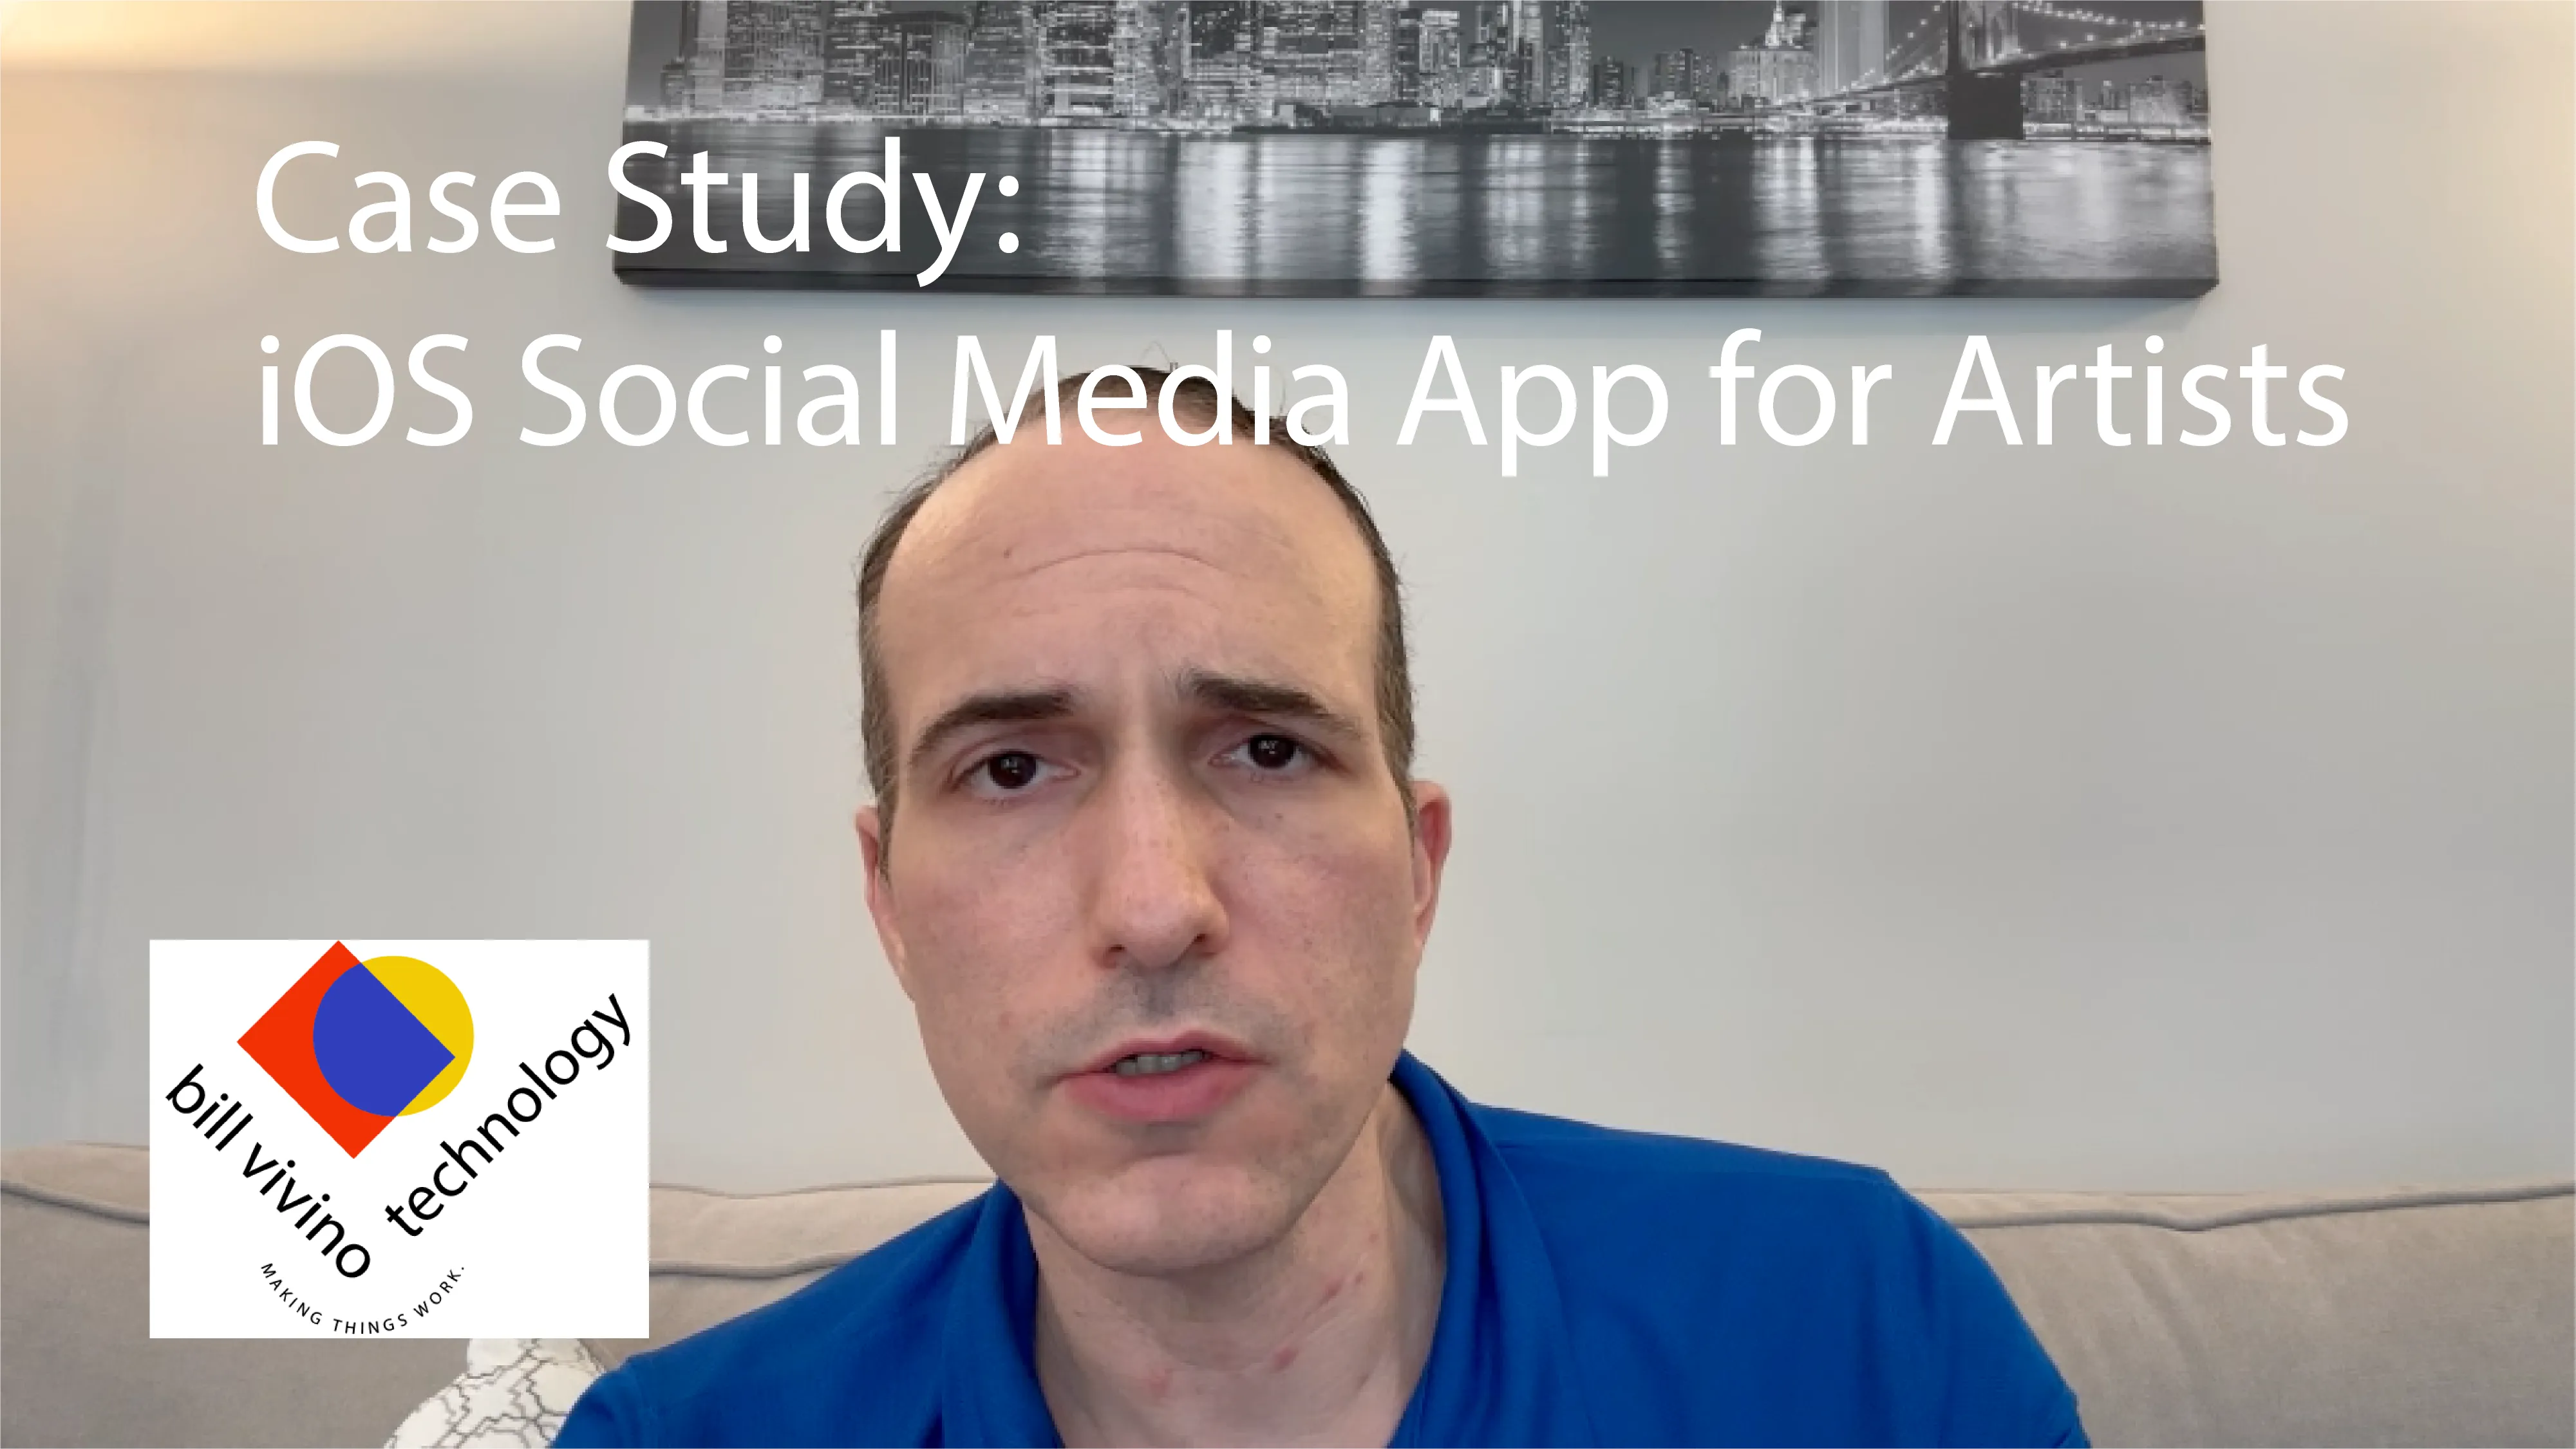 Case Study:
iOS Social Media App for Artists
bill vivino
technology
MAKING THINGS WORK.